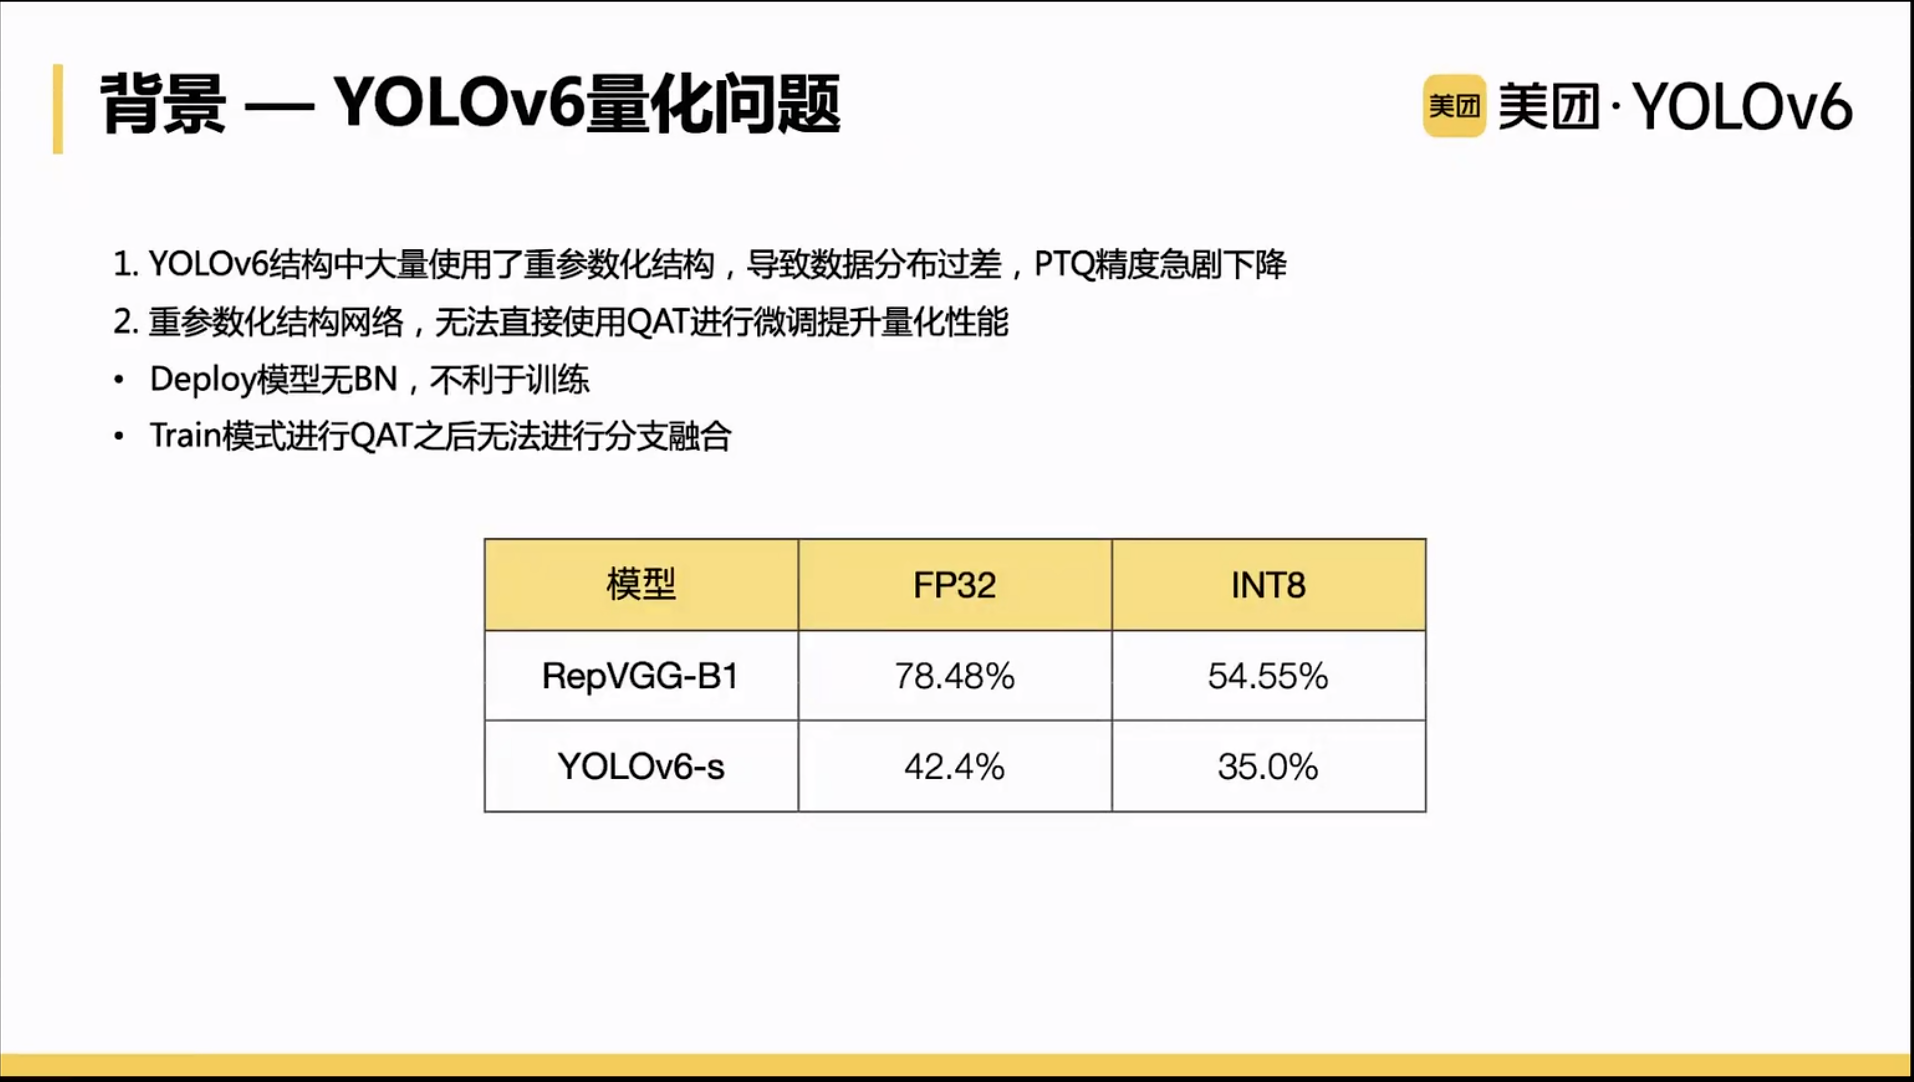 背景 — YOLOv6量化问题
美团 美团·YOLOv6
1. YOLOv6结构中大量使用了重参数化结构，导致数据分布过差，PTQ精度急剧下降
2. 重参数化结构网络，无法直接使用QAT进行微调提升量化性能
• Deploy模型无BN，不利于训练
• Train模式进行QAT之后无法进行分支融合
模型 FP32 INT8
RepVGG-B1 78.48% 54.55%
YOLOv6-s 42.4% 35.0%